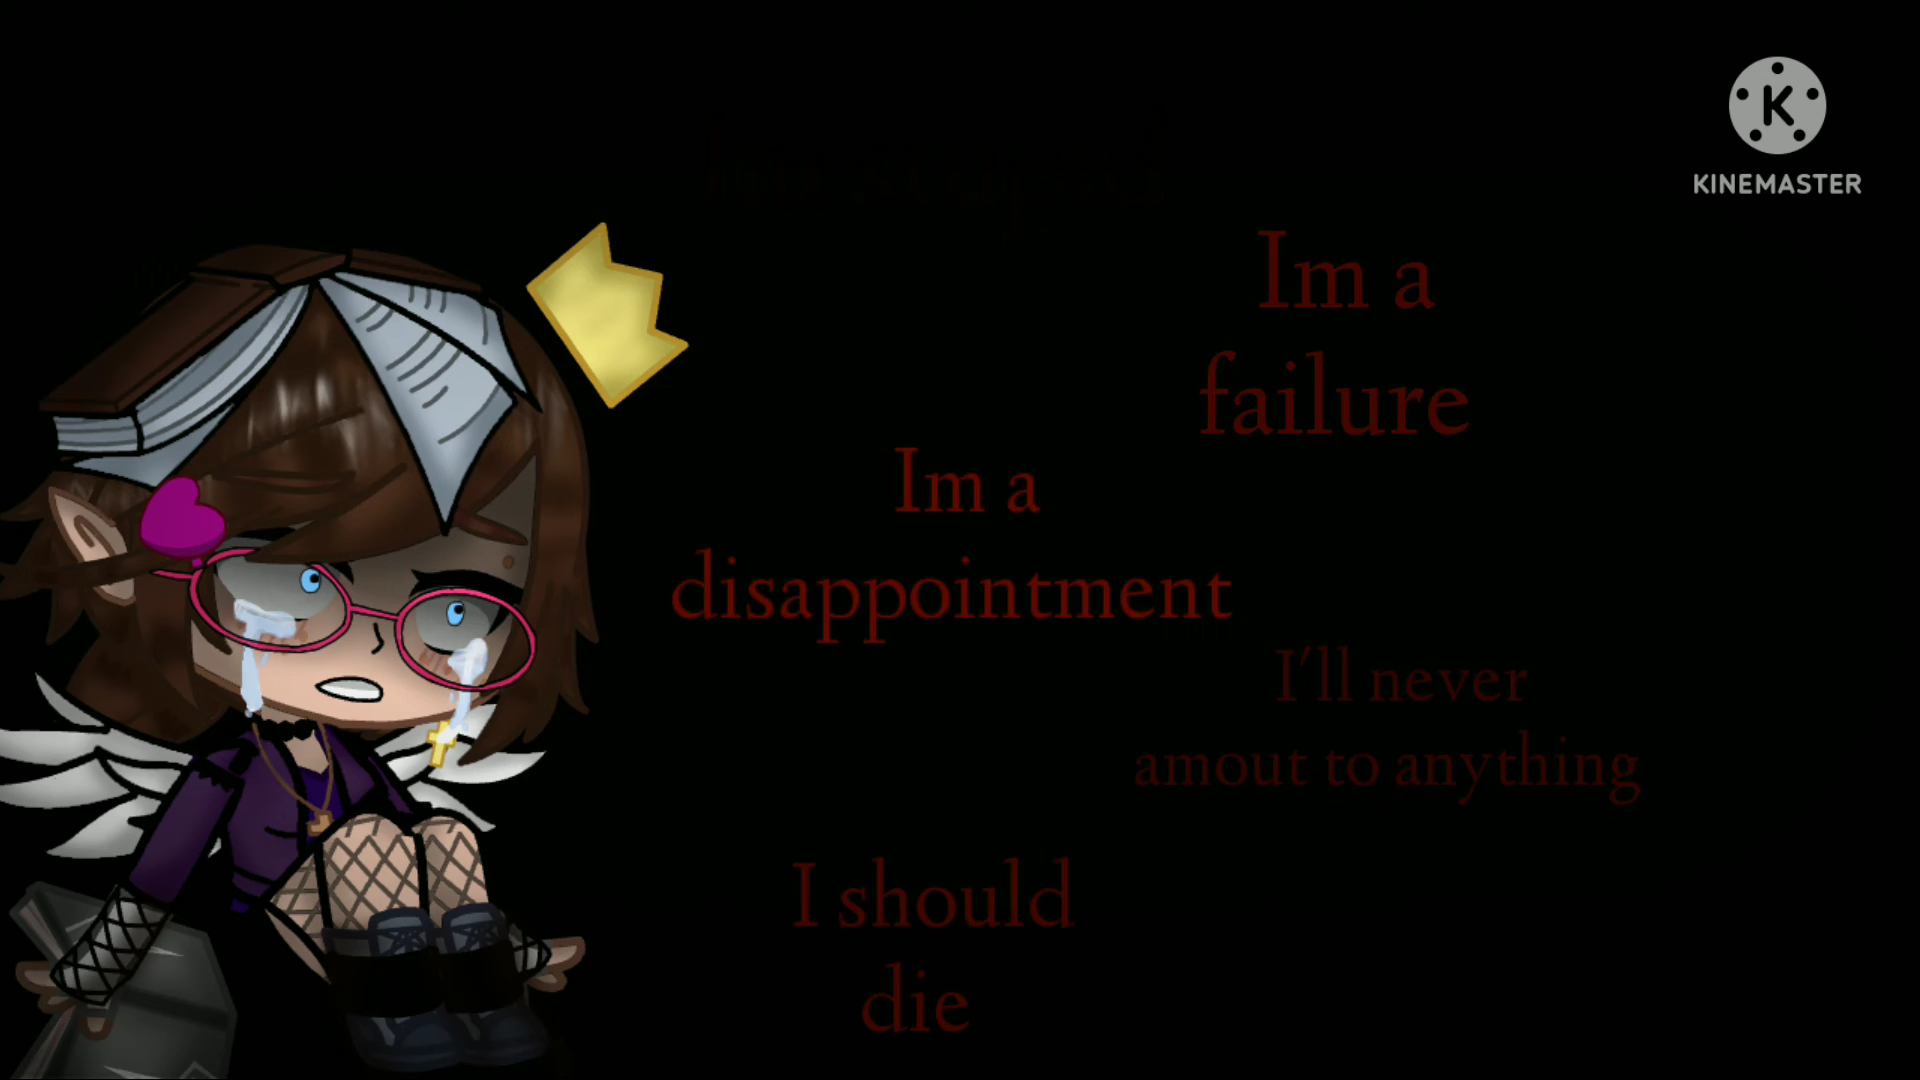 KINEMASTER
Im a
failure
Im a
disappointment
I'll never
amout to anything
I should
die